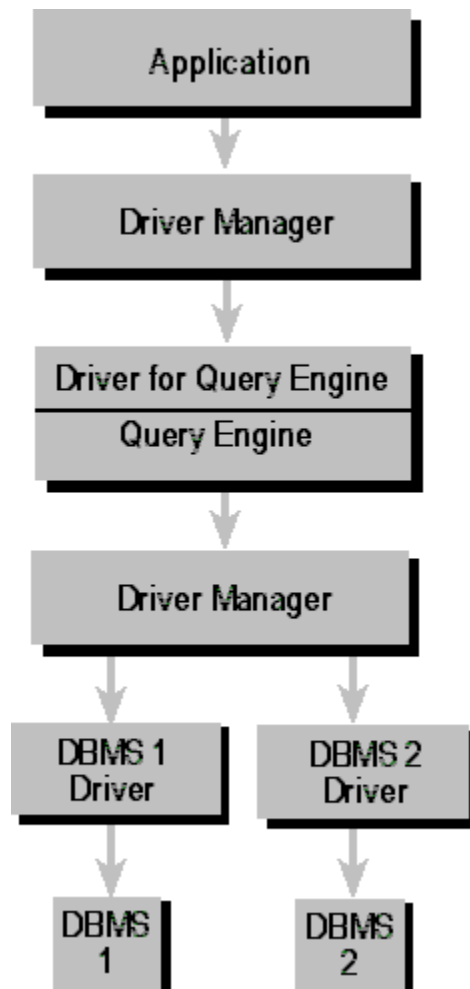 Application
Driver Manager
Driver for Query Engine
Query Engine
Driver Manager
DBMS 1
Driver
DBMS 2
Driver
DBMS
1
DBMS
2